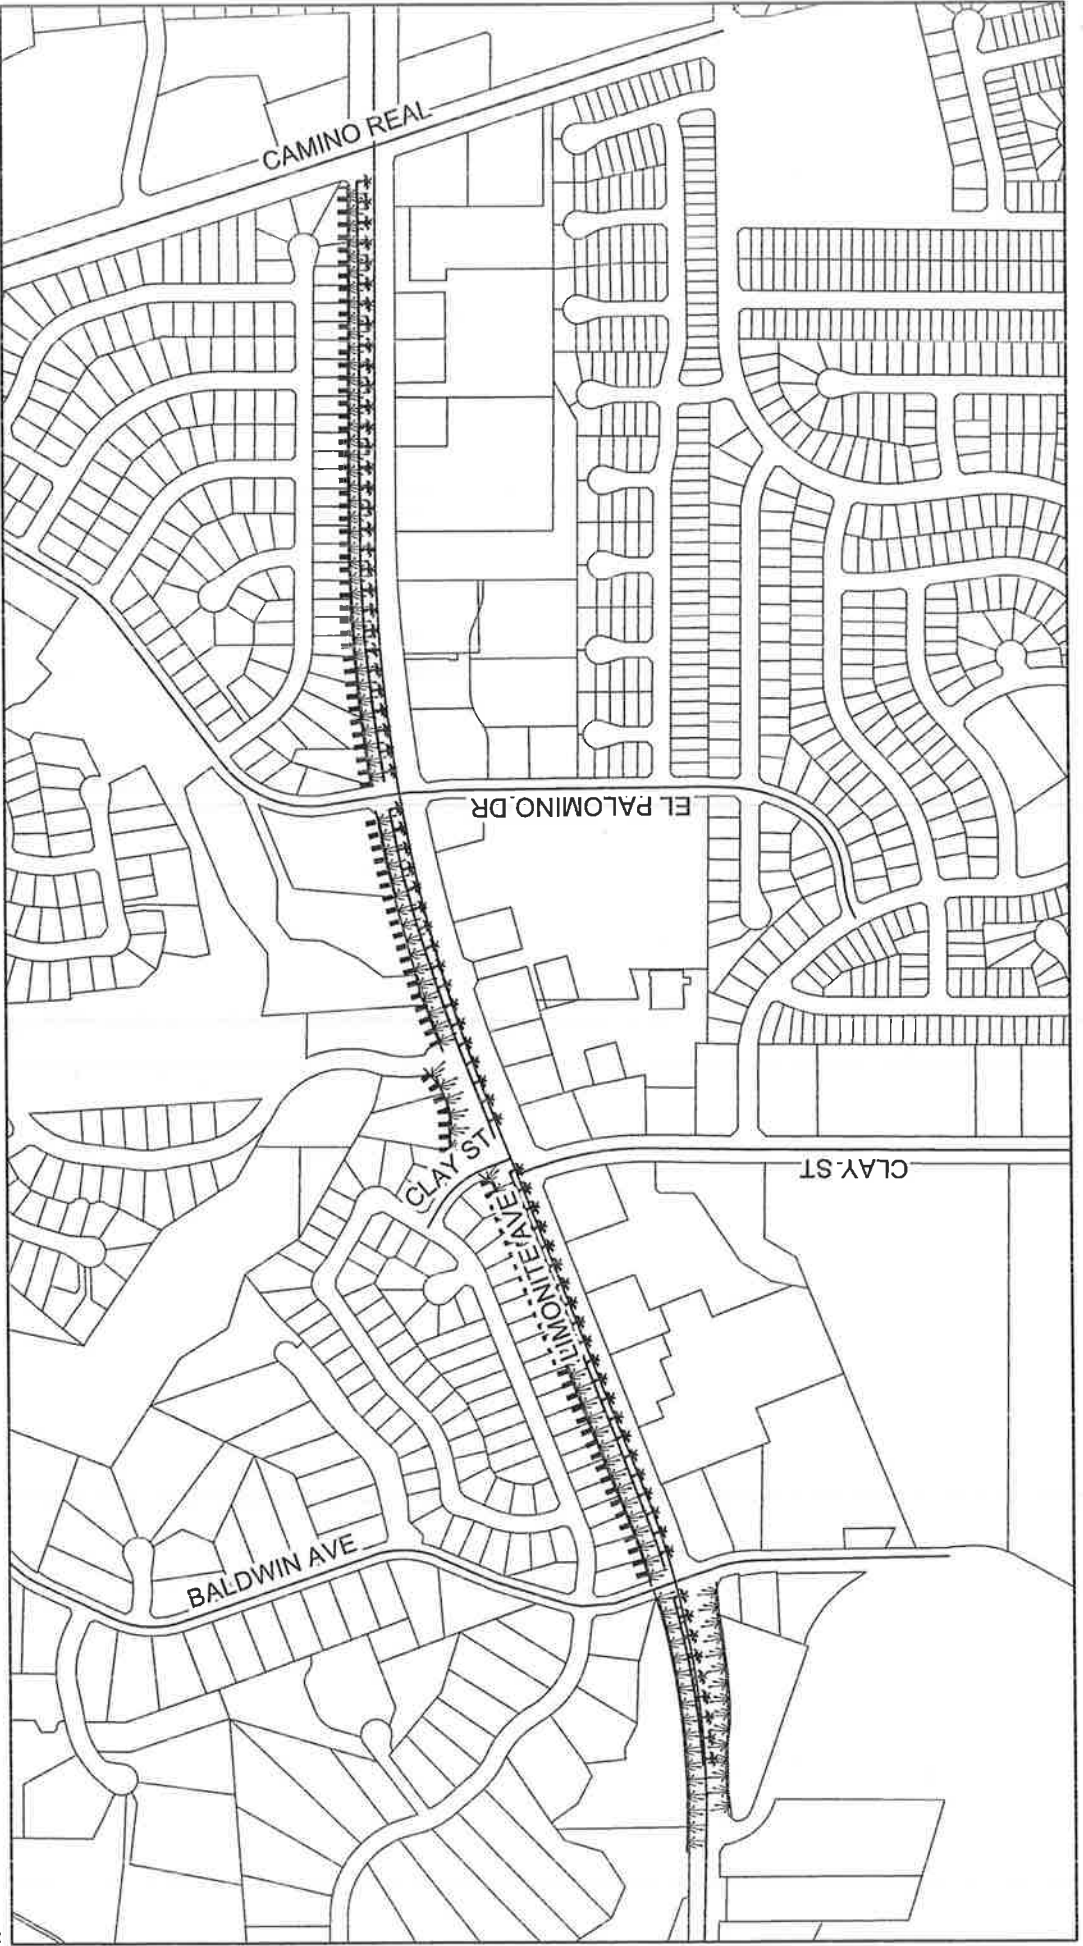 CAMINO REAL
EL PALOMINO DR
CLAY ST
CLAY ST
LIMONITE AVE
BALDWIN AVE